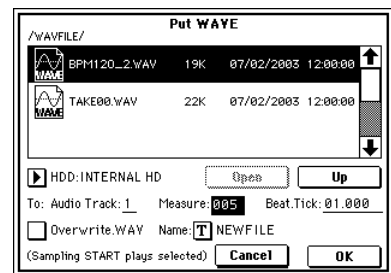 Put WAVE
/WAVFILE/
WAVE BPM120_2.WAV 19K 07/02/2003 12:00:00
WAVE TAKE00.WAV 22K 07/02/2003 12:00:00
HDD:INTERNAL HD Open Up
To: Audio Track: 1 Measure: 005 Beat.Tick: 01.000
Overwrite.WAV Name: T NEWFILE
(Sampling START plays selected) Cancel OK